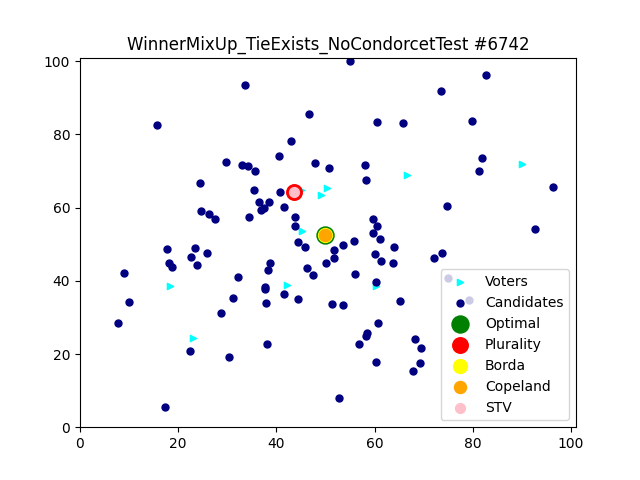 WinnerMixUp_TieExists_NoCondorcetTest #6742
100
80
60
40
20
0
0 20 40 60 80 100
Voters
Candidates
Optimal
Plurality
Borda
Copeland
STV